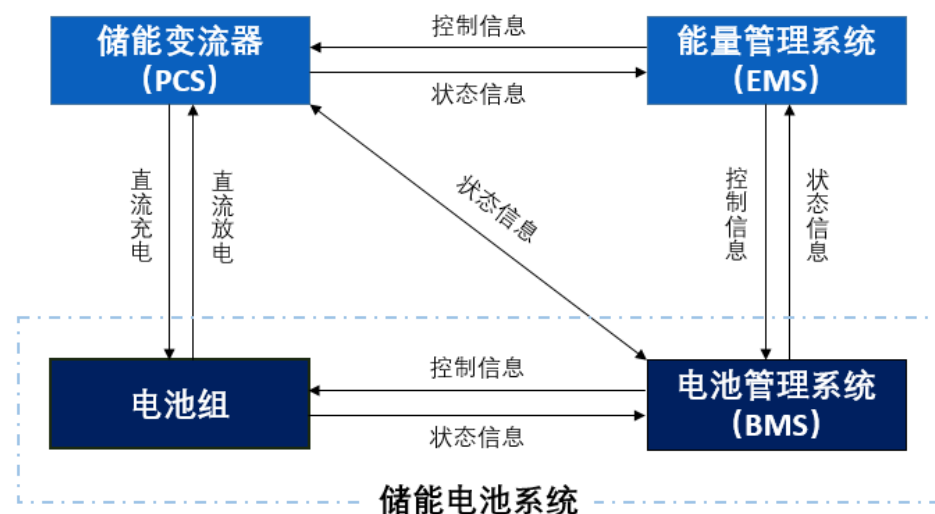 储能变流器
（PCS）
控制信息
状态信息
能量管理系统
（EMS）
直流充电
直流放电
状态信息
控制信息
状态信息
电池组
控制信息
状态信息
电池管理系统
（BMS）
储能电池系统